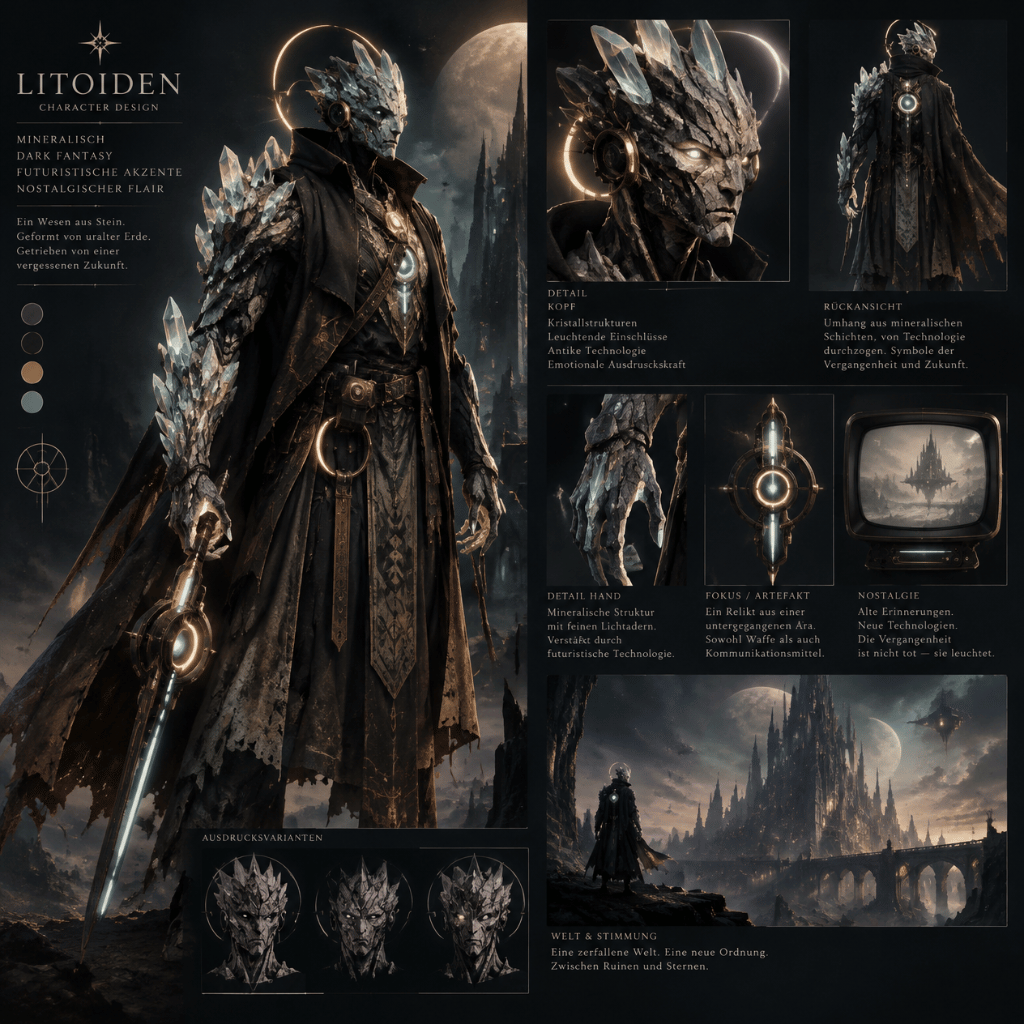 LITOIDEN
CHARACTER DESIGN
MINERALISCH
DARK FANTASY
FUTURISTISCHE AKZENTE
NOSTALGISCHER FLAIR
Ein Wesen aus Stein.
Geformt von uralter Erde.
Getriehen von einer
vergessenen Zukunft.
AUSDRUCKSVARIANTEN
DETAIL
KOPF
Kristallstrukturen
Leuchtende Einschlüsse
Antike Technologie
Emotionale Ausdrucskskraft
RÜCKANSICHT
Umhang aus mineralischen
Schichten, von Technologie
durchzogen. Symbole der
Vergangenheit und Zukunft.
DETAIL HAND
Mineralische Struktur
mit feinen Lichtadern.
durch
futuristische Technologie.
FOKUS / ARTEFAKT
Ein Relikt aus einer
untergegangenen Ära.
Sowohl Waffe als auch
Kommunikationsmittel.
NOSTALGIE
Alte Erinnerungen.
Neue Technologien.
Die Vergangenheit
ist nicht tot — sie leuchtet.
WELT & STIMMUNG
Eine zerfallene Welt. Eine neue Ordnung.
Zwischen Ruinen und Sternen.